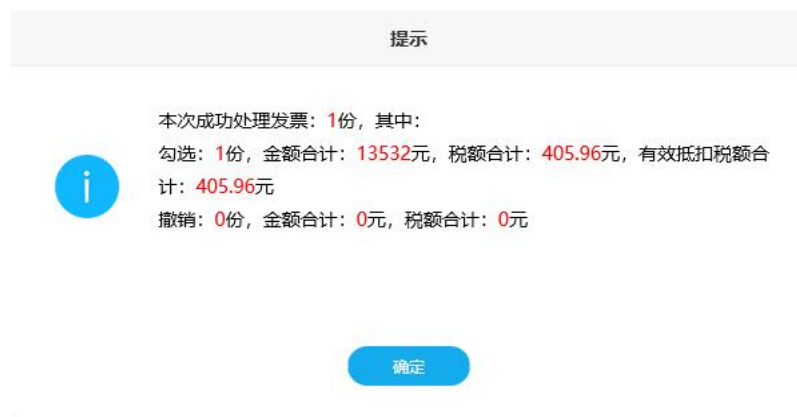 提示
本次成功处理发票：1份，其中：
勾选：1份，金额合计：13532元，税额合计：405.96元，有效抵扣税额合
计：405.96元
撤销：0份，金额合计：0元，税额合计：0元
确定